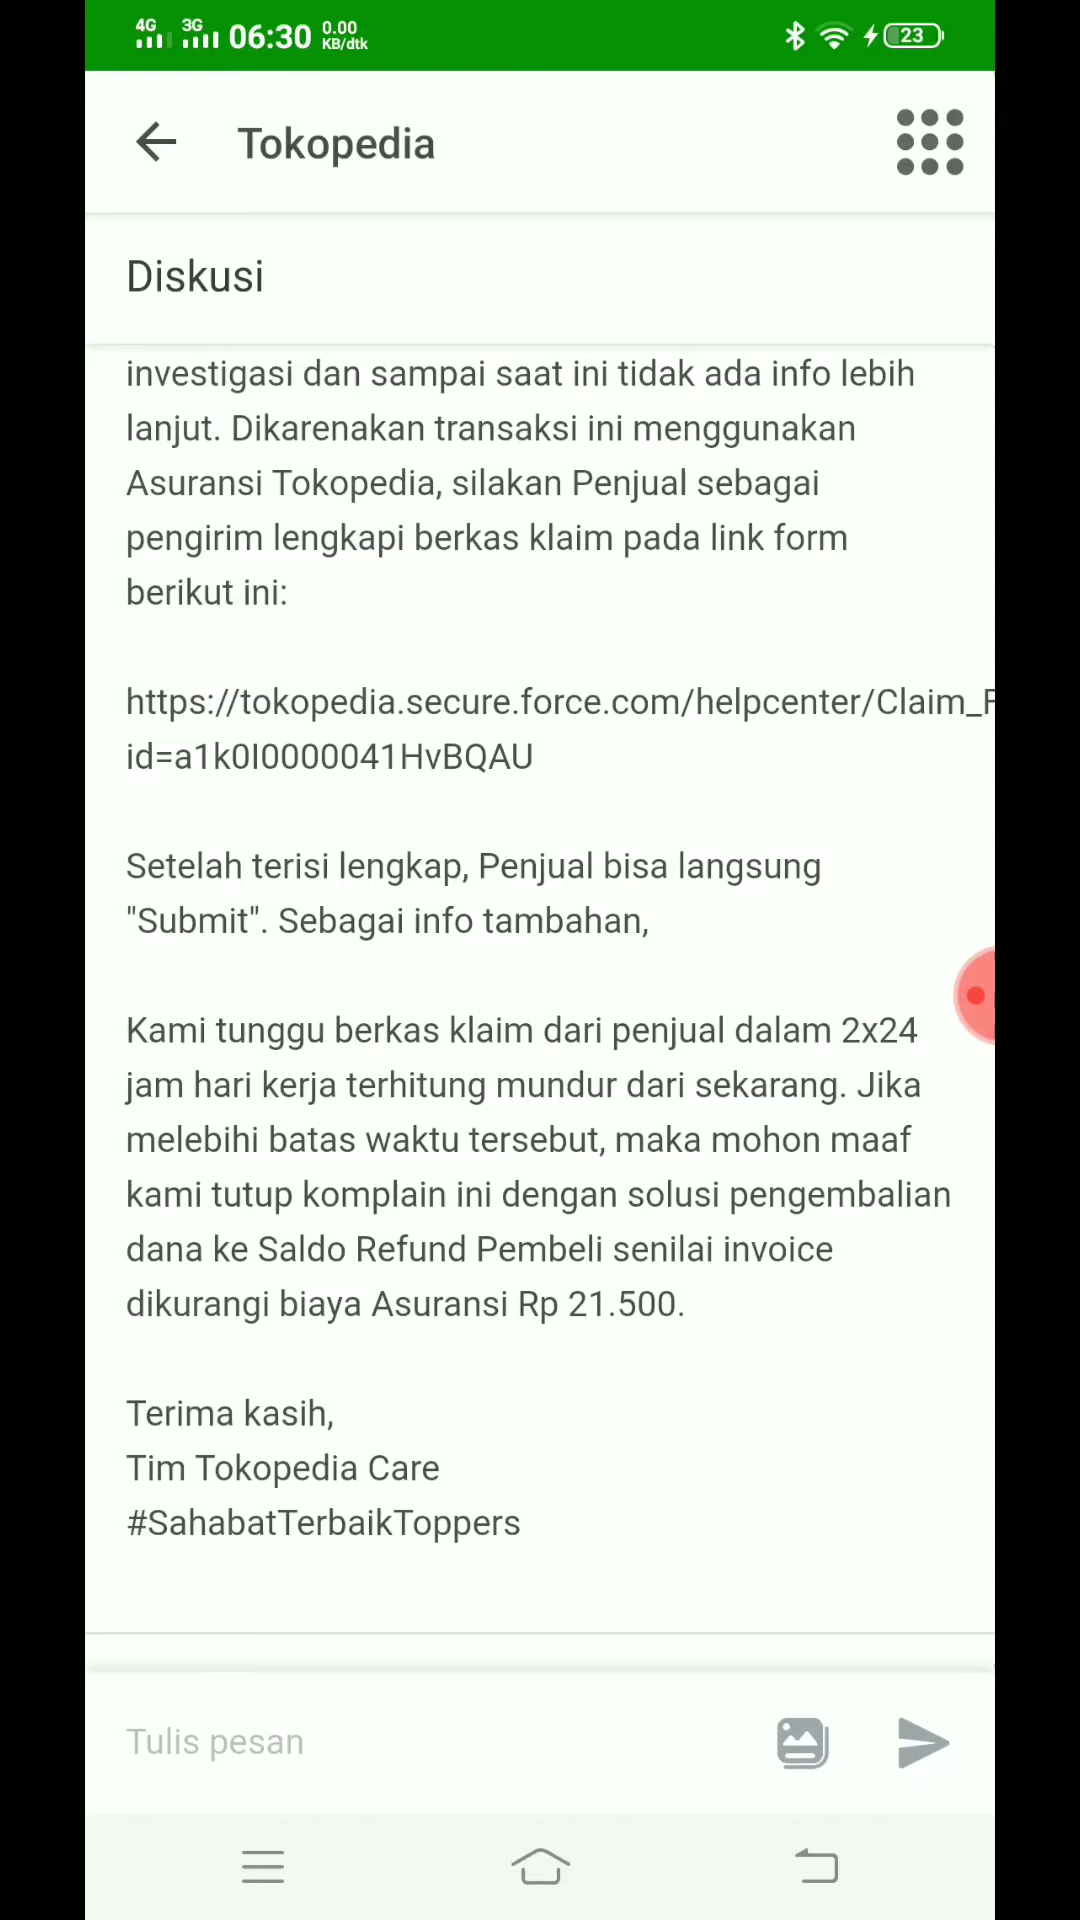 4G 3G 06:30 0.00 KB/dtk 23
Tokopedia
Diskusi
investigasi dan sampai saat ini tidak ada info lebih
lanjut. Dikarenakan transaksi ini menggunakan
Asuransi Tokopedia, silakan Penjual sebagai
pengirim lengkapi berkas klaim pada link form
berikut ini:
https://tokopedia.secure.force.com/helpcenter/Claim_F
id=a1k0I0000041HvBQAU
Setelah terisi lengkap, Penjual bisa langsung
"Submit". Sebagai info tambahan,
Kami tunggu berkas klaim dari penjual dalam 2x24
jam hari kerja terhitung mundur dari sekarang. Jika
melebihi batas waktu tersebut, maka mohon maaf
kami tutup komplain ini dengan solusi pengembalian
dana ke Saldo Refund Pembeli senilai invoice
dikurangi biaya Asuransi Rp 21.500.
Terima kasih,
Tim Tokopedia Care
#SahabatTerbaikToppers
Tulis pesan